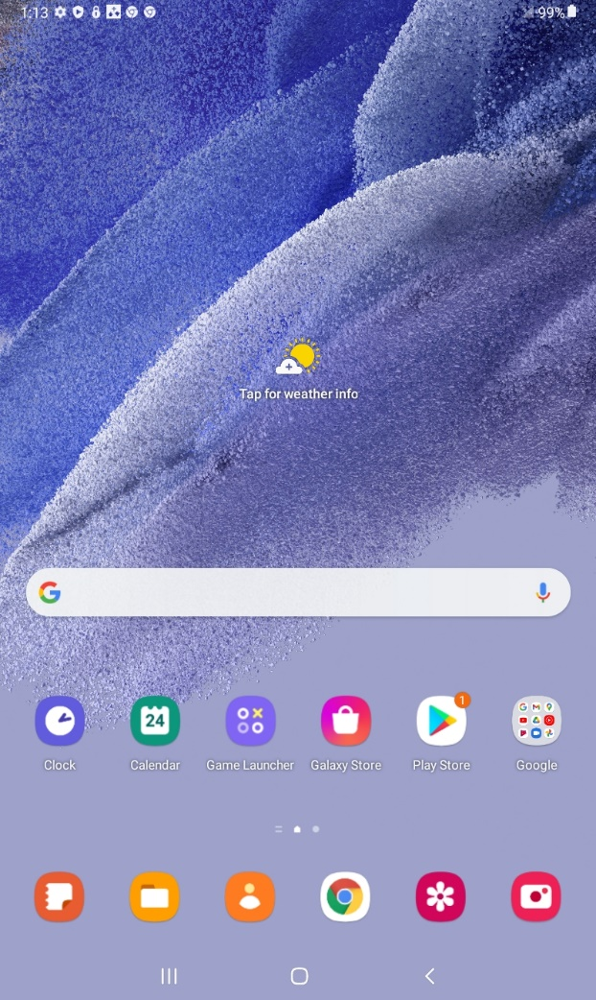 1:13
99%
Tap for weather info
24
1
Clock
Calendar
Game Launcher
Galaxy Store
Play Store
Google